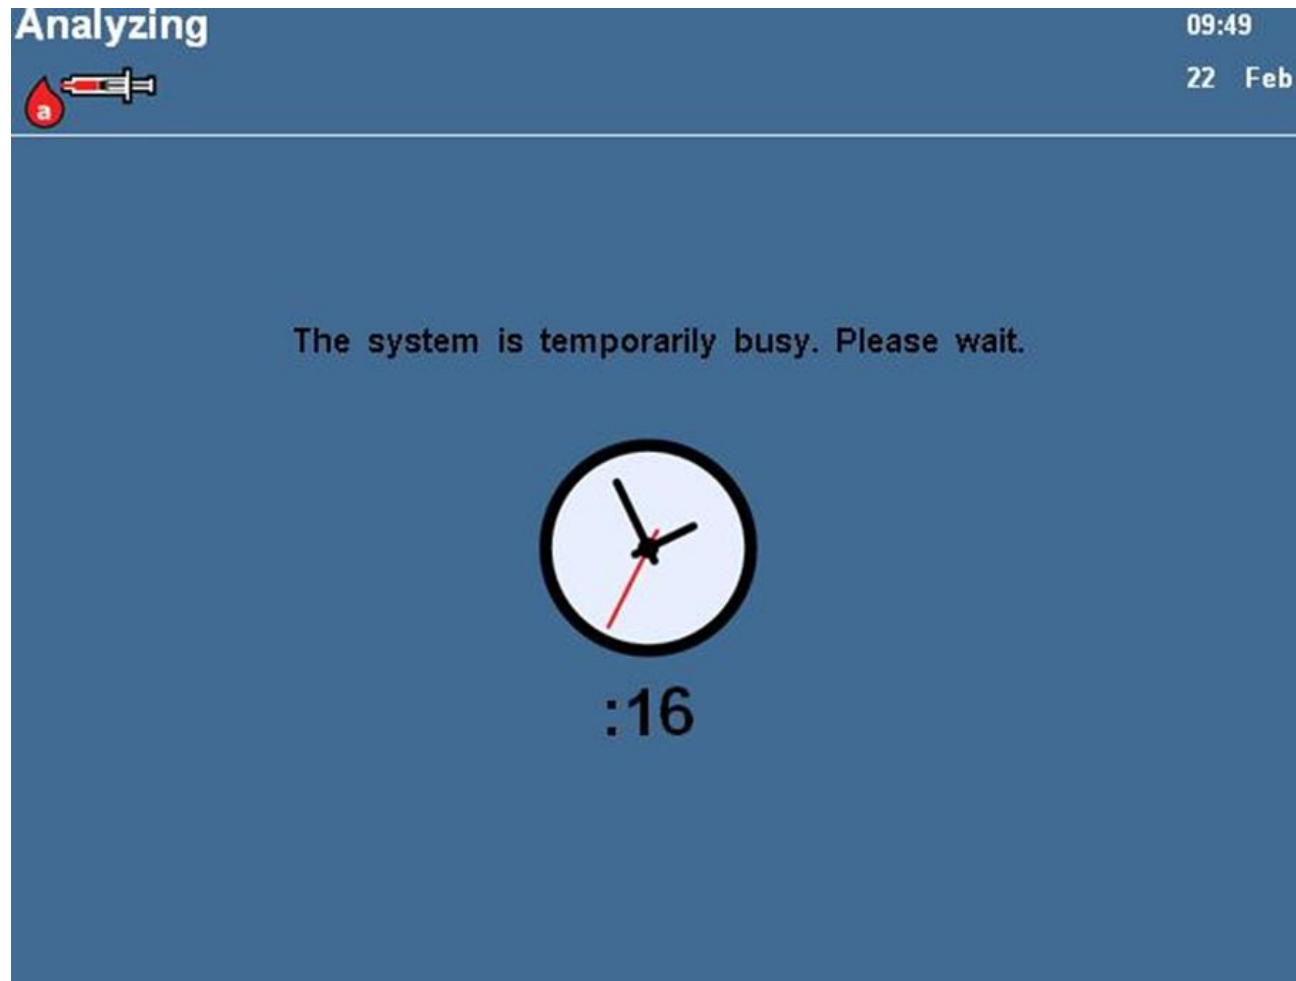 Analyzing
09:49
a
22 Feb
The system is temporarily busy. Please wait.
:16